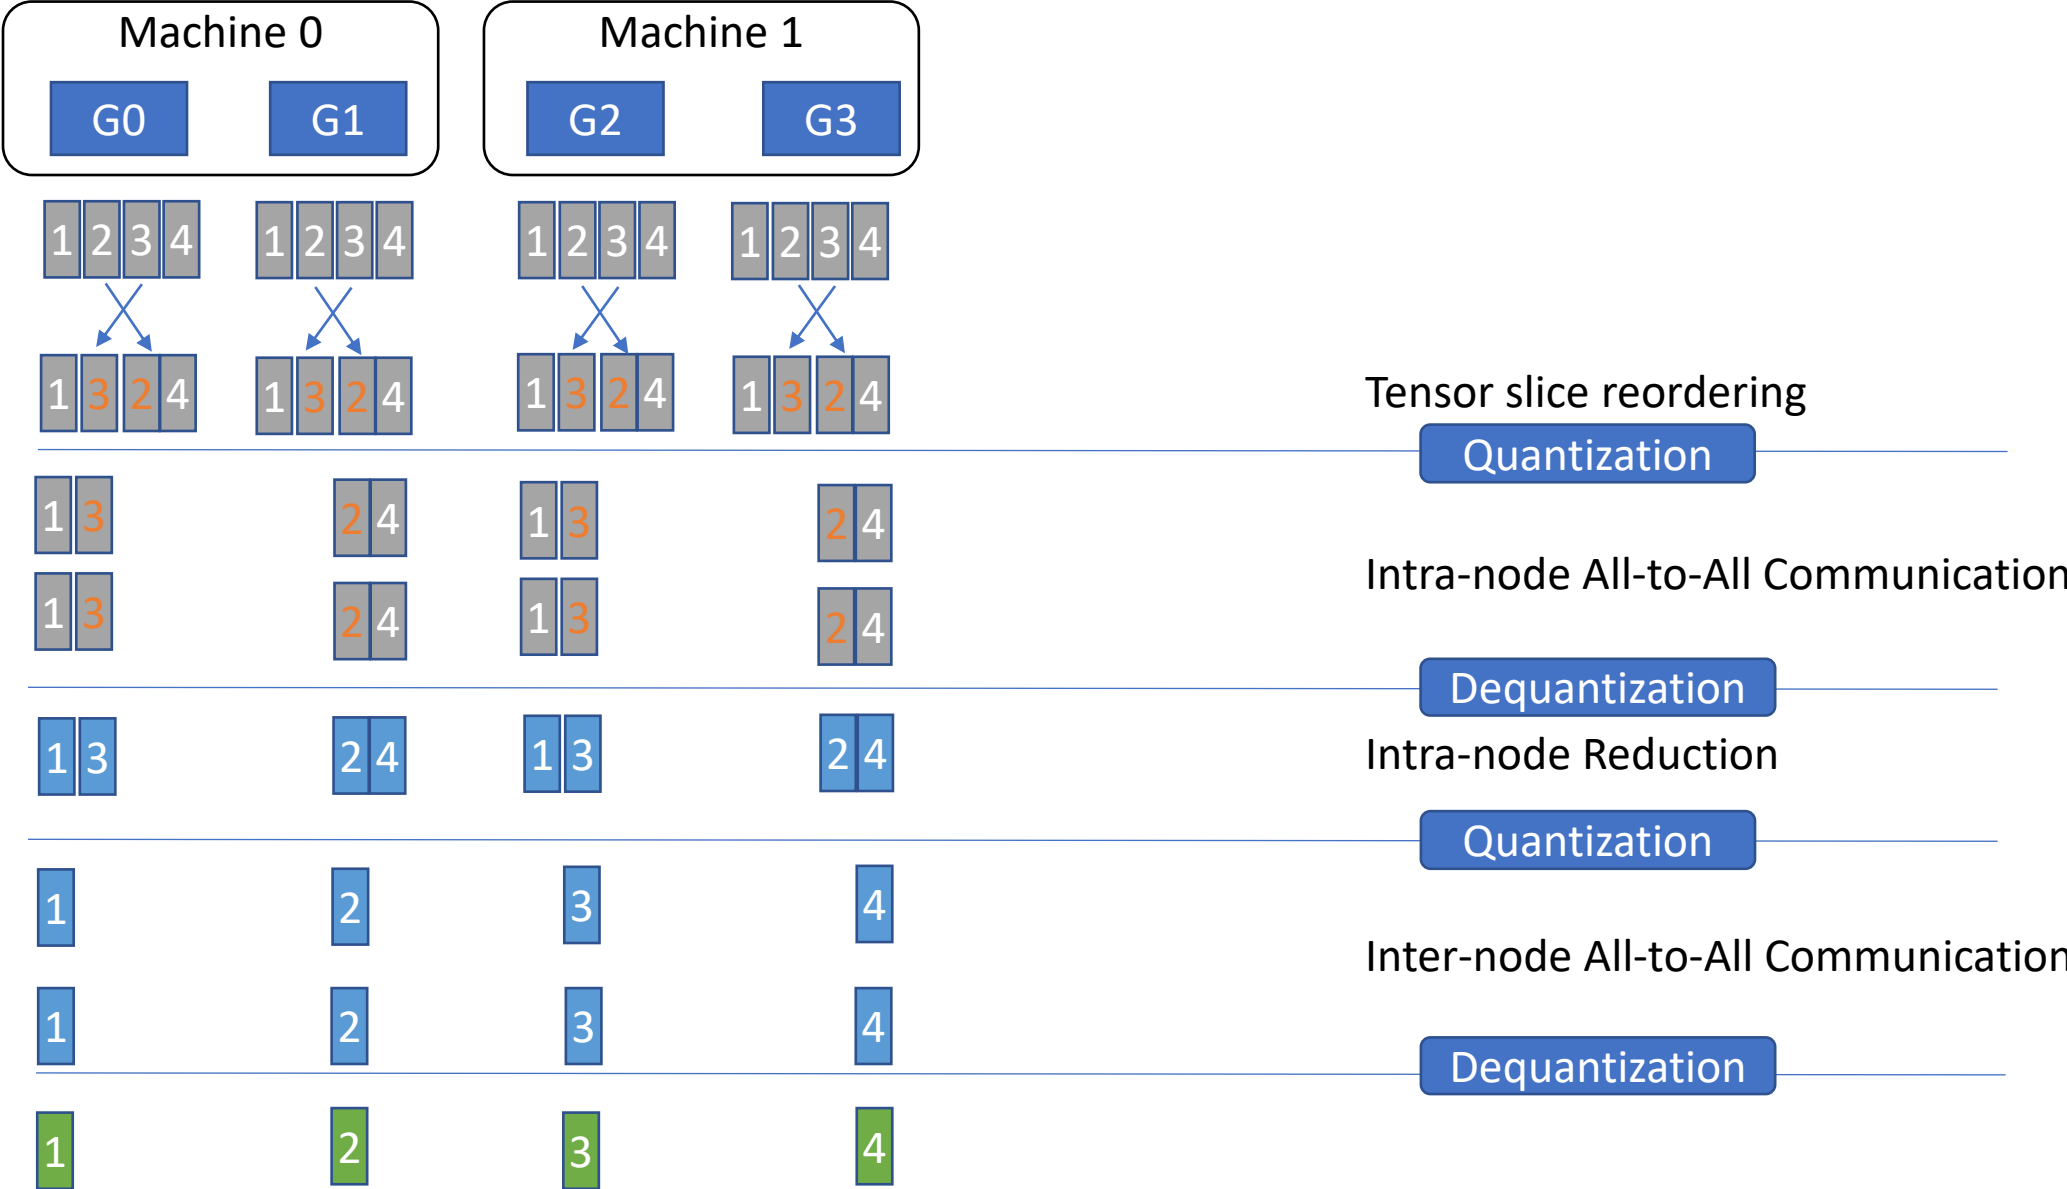 Machine 0 Machine 1
G0 G1 G2 G3
1 2 3 4 1 2 3 4 1 2 3 4 1 2 3 4
1 3 2 4 1 3 2 4 1 3 2 4 1 3 2 4
Tensor slice reordering
Quantization
1 3 2 4 1 3 2 4
Intra-node All-to-All Communication
1 3 2 4 1 3 2 4
Dequantization
1 3 2 4 1 3 2 4
Intra-node Reduction
Quantization
1 2 3 4
Inter-node All-to-All Communication
1 2 3 4
Dequantization
1 2 3 4